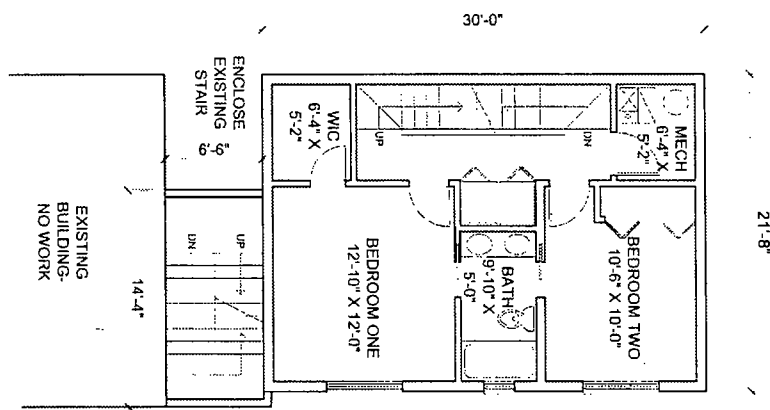 30'-0"
ENCLOSE
EXISTING
STAIR
6'-6"
WIC
6'-4" X
5'-2"
UP
DN
MECH
6'-4" X
5'-2"
21'-8"
EXISTING
BUILDING-
NO WORK
14'-4"
DN
UP
BEDROOM ONE
12'-10" X 12'-0"
BATH
9'-10" X
5'-0"
BEDROOM TWO
10'-6" X 10'-0"